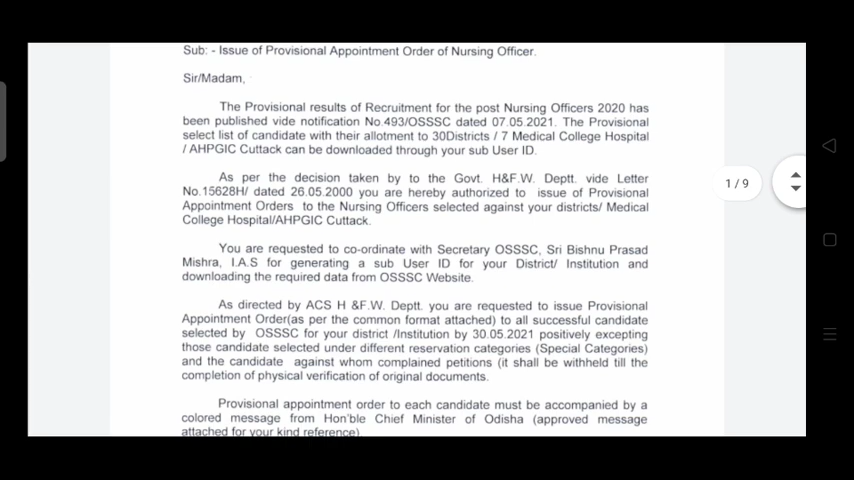 Sub: - Issue of Provisional Appointment Order of Nursing Officer.
Sir/Madam,
The Provisional results of Recruitment for the post Nursing Officers 2020 has
been published vide notification No.493/OSSSC dated 07.05.2021. The Provisional
select list of candidate with their allotment to 30Districts / 7 Medical College Hospital
/ AHPGIC Cuttack can be downloaded through your sub User ID.
As per the decision taken by to the Govt. H&F.W. Deptt. vide Letter
No.15628H/ dated 26.05.2000 you are hereby authorized to issue of Provisional
Appointment Orders to the Nursing Officers selected against your districts/ Medical
College Hospital/AHPGIC Cuttack.
You are requested to co-ordinate with Secretary OSSSC, Sri Bishnu Prasad
Mishra, I.A.S for generating a sub User ID for your District/ Institution and
downloading the required data from OSSSC Website.
As directed by ACS H &F.W. Deptt. you are requested to issue Provisional
Appointment Order(as per the common format attached) to all successful candidate
selected by OSSSC for your district /Institution by 30.05.2021 positively excepting
those candidate selected under different reservation categories (Special Categories)
and the candidate against whom complained petitions (it shall be withheld till the
completion of physical verification of original documents.
Provisional appointment order to each candidate must be accompanied by a
colored message from Hon'ble Chief Minister of Odisha (approved message
attached for your kind reference)
1 / 9